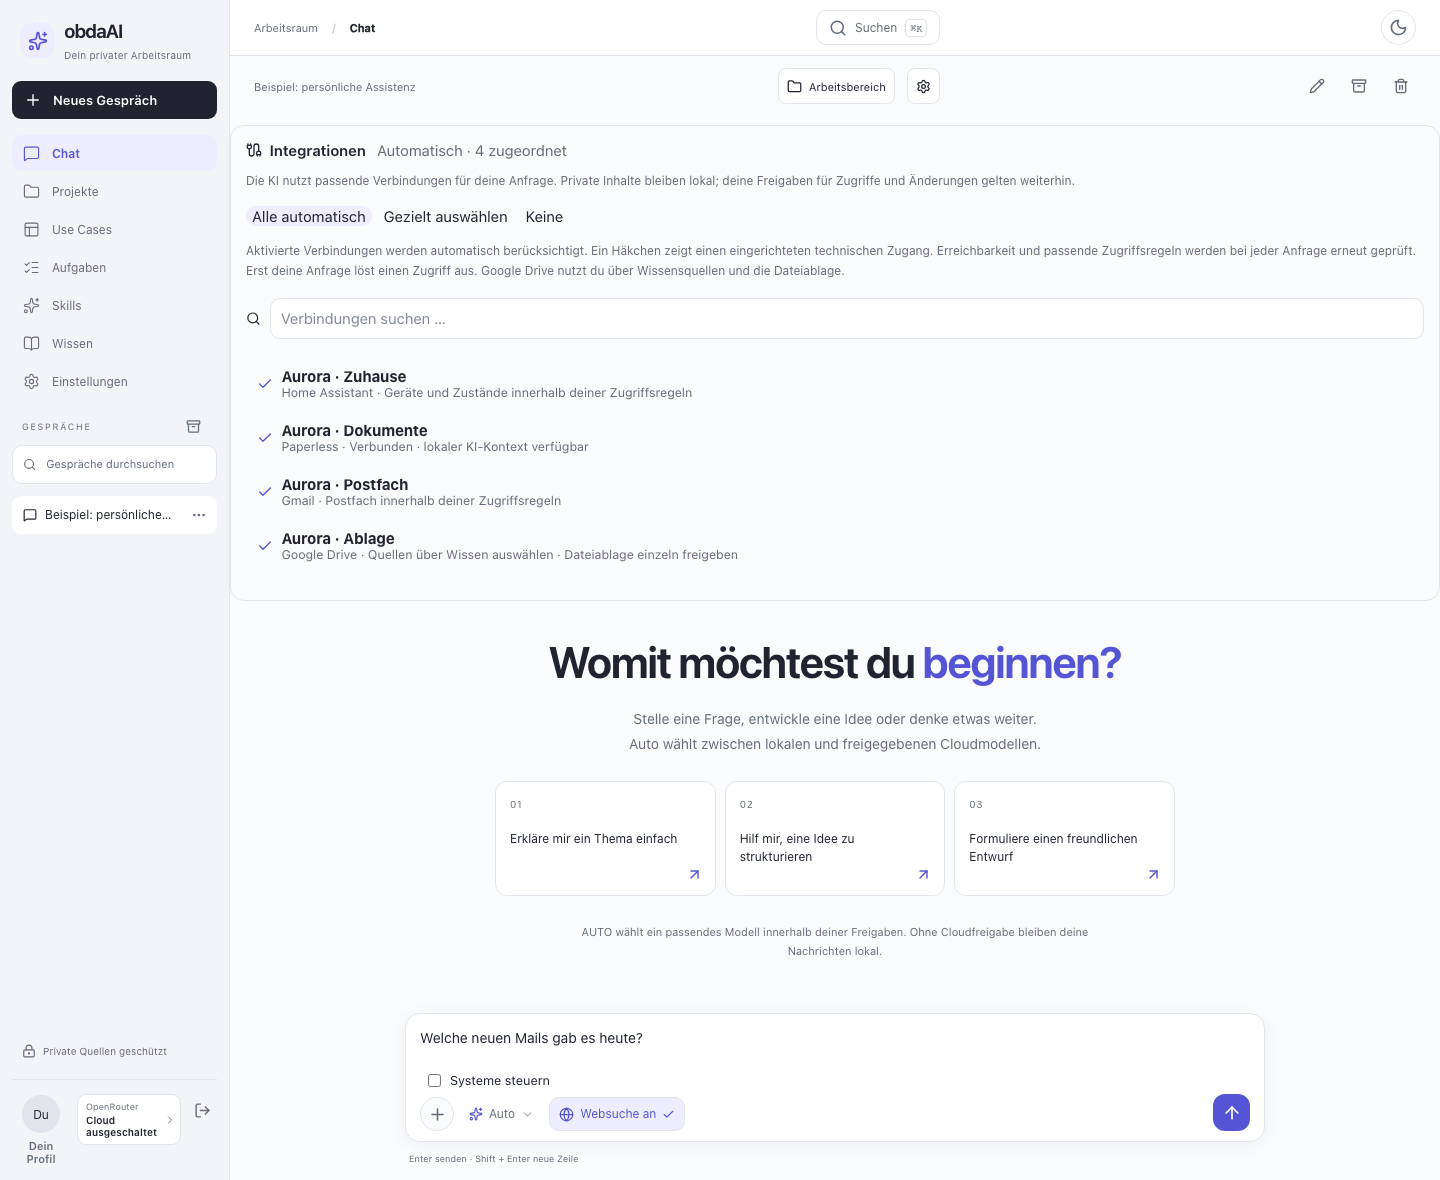 obdaAI
Dein privater Arbeitsraum
Neues Gespräch
Chat
Projekte
Use Cases
Aufgaben
Skills
Wissen
Einstellungen
GESPRÄCHE
Gespräche durchsuchen
Beispiel: persönliche...
Private Quellen geschützt
Du
Dein
Profil
OpenRouter
Cloud
ausgeschaltet
Arbeitsraum / Chat
Suchen ⌘K
Beispiel: persönliche Assistenz
Arbeitsbereich
Integrationen Automatisch · 4 zugeordnet
Die KI nutzt passende Verbindungen für deine Anfrage. Private Inhalte bleiben lokal; deine Freigaben für Zugriffe und Änderungen gelten weiterhin.
Alle automatisch Gezielt auswählen Keine
Aktivierte Verbindungen werden automatisch berücksichtigt. Ein Häkchen zeigt einen eingerichteten technischen Zugang. Erreichbarkeit und passende Zugriffsregeln werden bei jeder Anfrage erneut geprüft.
Erst deine Anfrage löst einen Zugriff aus. Google Drive nutzt du über Wissensquellen und die Dateiablage.
Verbindungen suchen ...
Aurora · Zuhause
Home Assistant · Geräte und Zustände innerhalb deiner Zugriffsregeln
Aurora · Dokumente
Paperless · Verbunden · lokaler KI-Kontext verfügbar
Aurora · Postfach
Gmail · Postfach innerhalb deiner Zugriffsregeln
Aurora · Ablage
Google Drive · Quellen über Wissen auswählen · Dateiablage einzeln freigeben
Womit möchtest du beginnen?
Stelle eine Frage, entwickle eine Idee oder denke etwas weiter.
Auto wählt zwischen lokalen und freigegebenen Cloudmodellen.
01
Erkläre mir ein Thema einfach
02
Hilf mir, eine Idee zu
strukturieren
03
Formuliere einen freundlichen
Entwurf
AUTO wählt ein passendes Modell innerhalb deiner Freigaben. Ohne Cloudfreigabe bleiben deine
Nachrichten lokal.
Welche neuen Mails gab es heute?
Systeme steuern
Auto
Websuche an
Enter senden · Shift + Enter neue Zeile